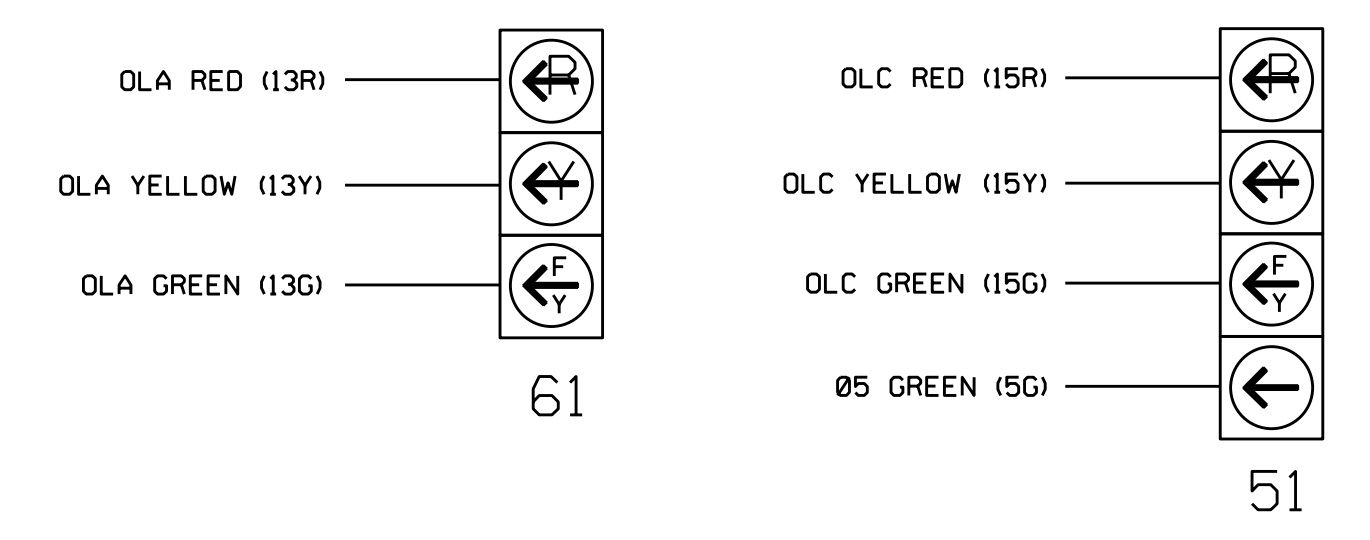 OLA RED (13R)
R
OLA YELLOW (13Y)
Y
OLA GREEN (13G)
F
Y
61
OLC RED (15R)
R
OLC YELLOW (15Y)
Y
OLC GREEN (15G)
F
Y
Ø5 GREEN (5G)
51